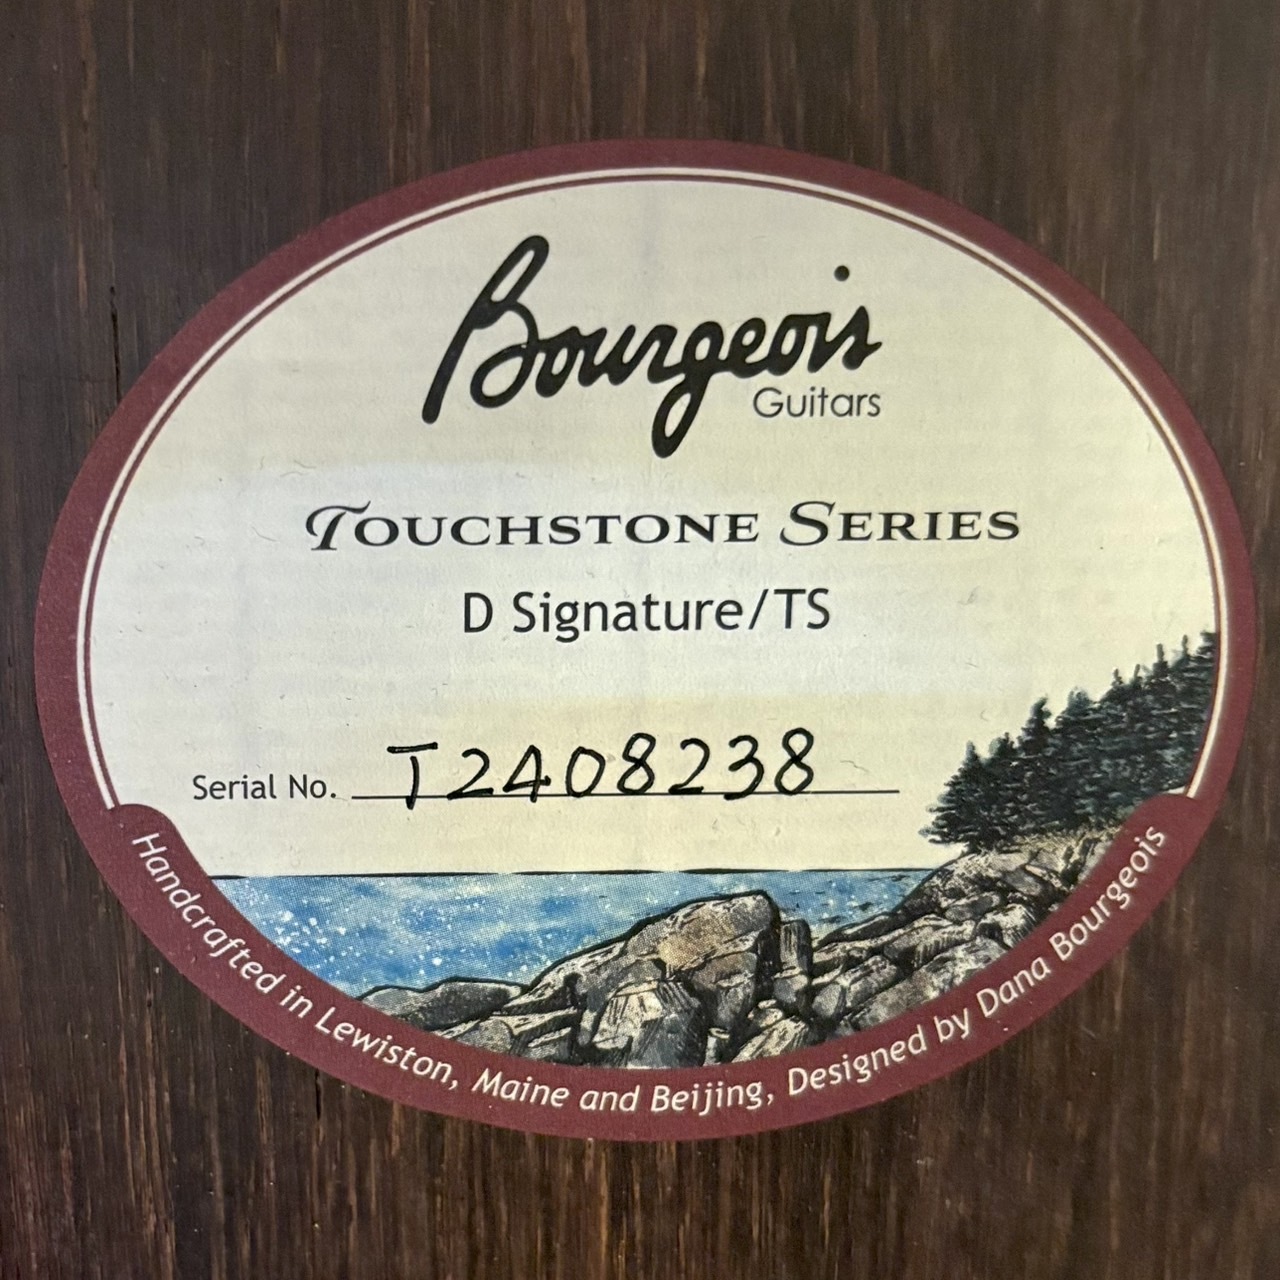 Bourgeois
Guitars
Touchstone Series
D Signature/TS
Serial No. T2408238
Handcrafted in Lewiston, Maine and Beijing, Designed by Dana Bourgeois